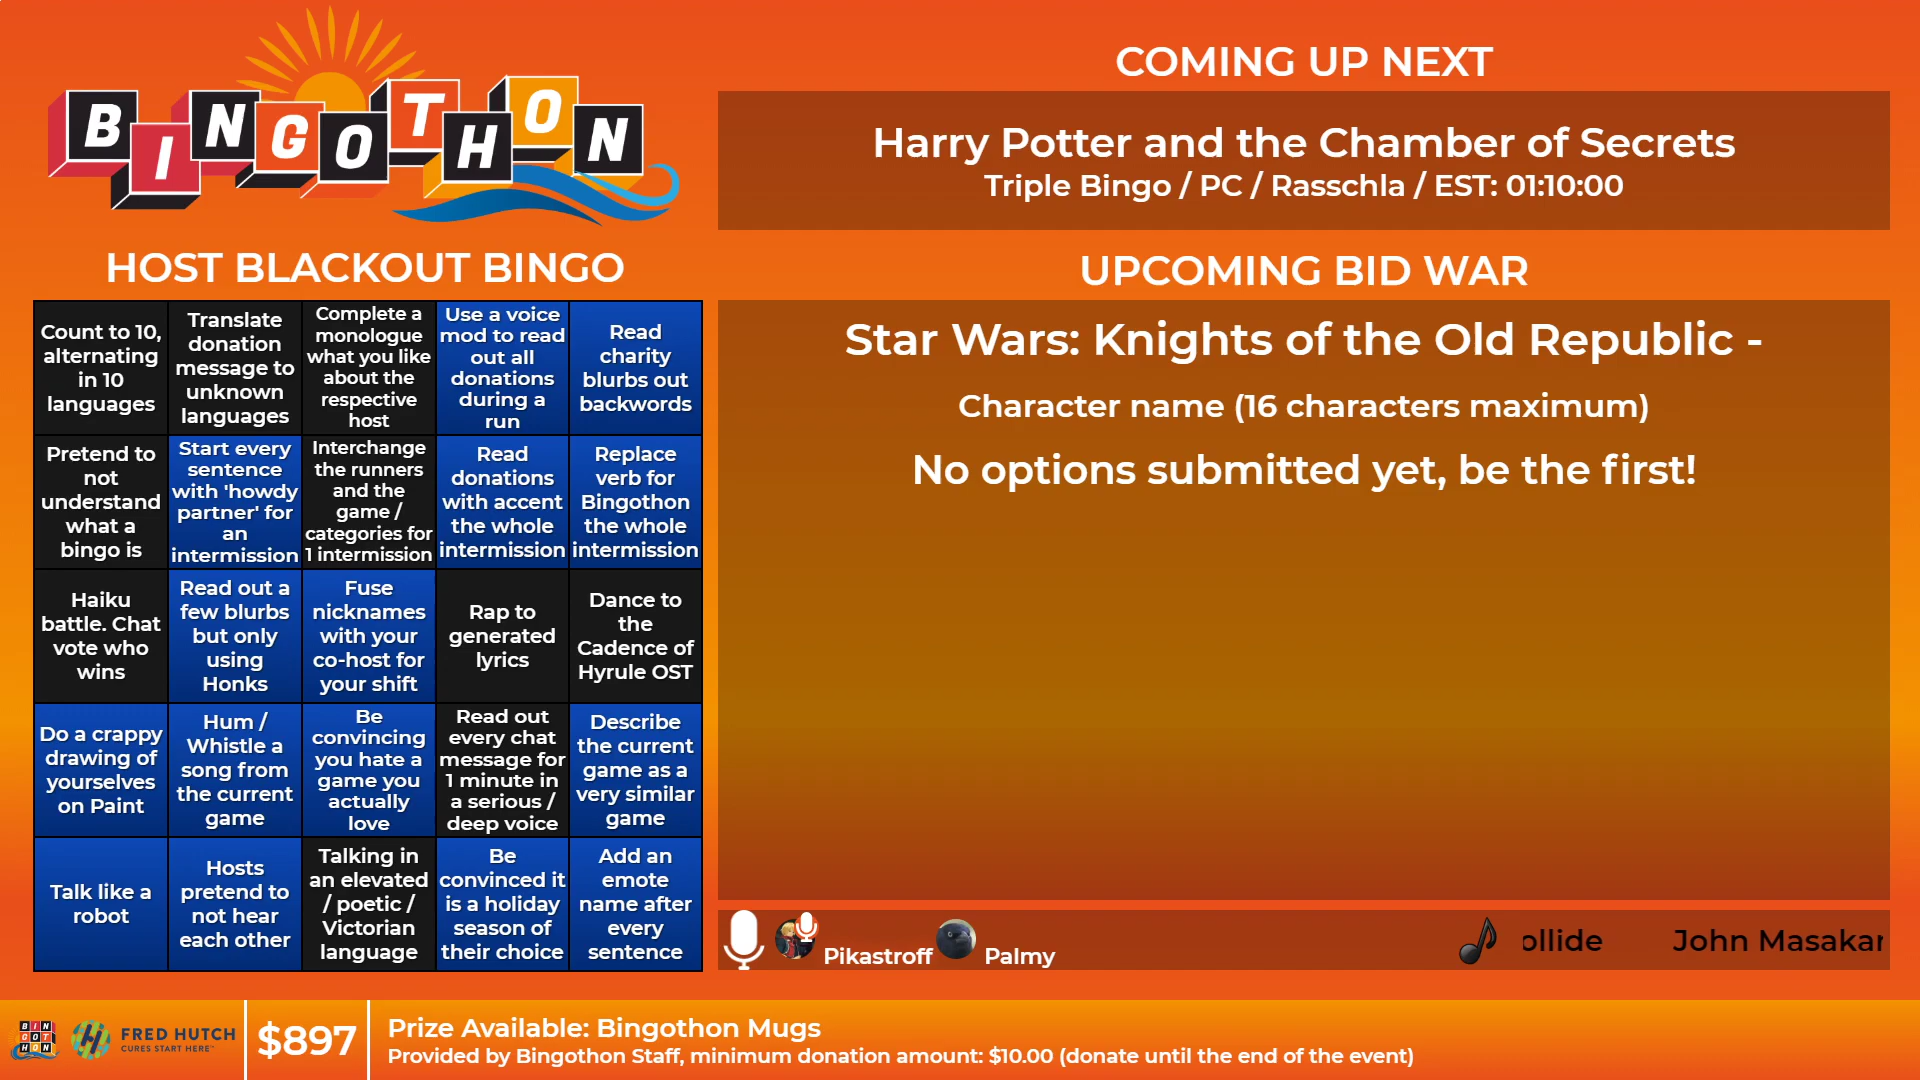 BINGOTHON
COMING UP NEXT
Harry Potter and the Chamber of Secrets
Triple Bingo / PC / Rasschla / EST: 01:10:00
HOST BLACKOUT BINGO
Count to 10,
alternating
in 10
languages
Translate
donation
message to
unknown
languages
Complete a
monologue
what you like
about the
respective
host
Use a voice
mod to read
out all
donations
during a
run
Read
charity
blurbs out
backwords
Pretend to
not
understand
what a
bingo is
Start every
sentence
with 'howdy
partner' for
an
intermission
Interchange
the runners
and the
game /
categories for
1 intermission
Read
donations
with accent
the whole
intermission
Replace
verb for
Bingothon
the whole
intermission
Haiku
battle. Chat
vote who
wins
Read out a
few blurbs
but only
using
Honks
Fuse
nicknames
with your
co-host for
your shift
Rap to
generated
lyrics
Dance to
the
Cadence of
Hyrule OST
Do a crappy
drawing of
yourselves
on Paint
Hum /
Whistle a
song from
the current
game
Be
convincing
you hate a
game you
actually
love
Read out
every chat
message for
1 minute in
a serious /
deep voice
Describe
the current
game as a
very similar
game
Talk like a
robot
Hosts
pretend to
not hear
each other
Talking in
an elevated
/ poetic /
Victorian
language
Be
convinced it
is a holiday
season of
their choice
Add an
emote
name after
every
sentence
UPCOMING BID WAR
Star Wars: Knights of the Old Republic -
Character name (16 characters maximum)
No options submitted yet, be the first!
Pikastroff Palmy
ollide John Masakar
BINGOTHON
FRED HUTCH
CURES START HERE™
$897
Prize Available: Bingothon Mugs
Provided by Bingothon Staff, minimum donation amount: $10.00 (donate until the end of the event)